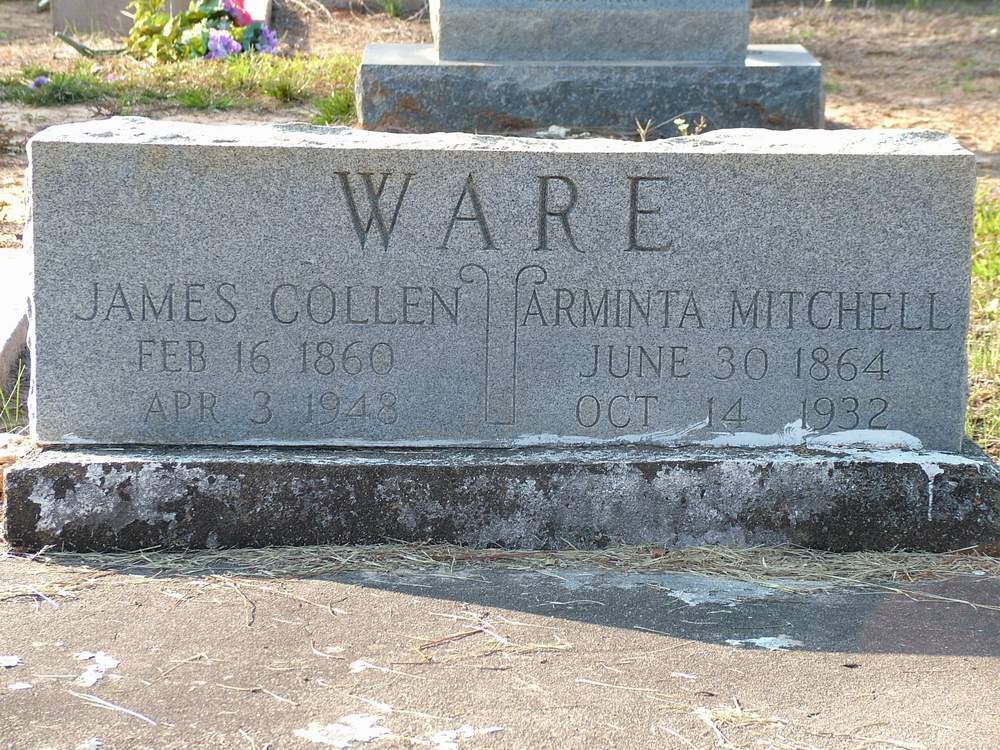 WARE
JAMES COLLEN
FEB 16 1860
APR 3 1948
ARMINTA MITCHELL
JUNE 30 1864
OCT 14 1932